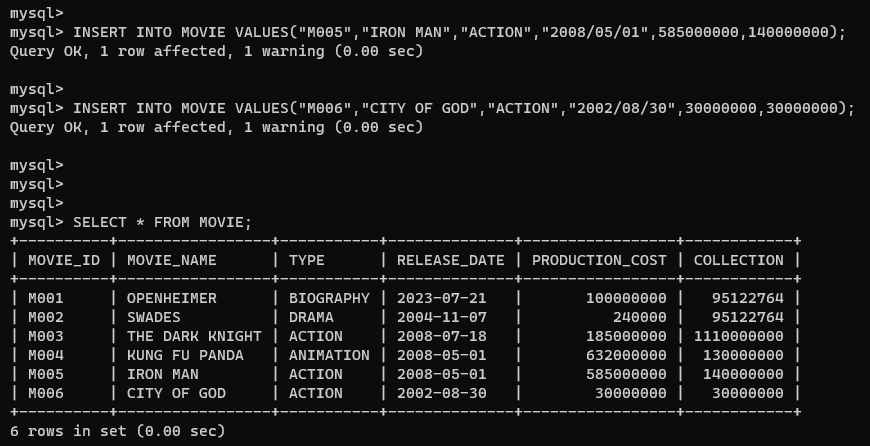 mysql>
mysql> INSERT INTO MOVIE VALUES("M005","IRON MAN","ACTION","2008/05/01",585000000,140000000);
Query OK, 1 row affected, 1 warning (0.00 sec)

mysql>
mysql> INSERT INTO MOVIE VALUES("M006","CITY OF GOD","ACTION","2002/08/30",30000000,30000000);
Query OK, 1 row affected, 1 warning (0.00 sec)

mysql>
mysql>
mysql>
mysql> SELECT * FROM MOVIE;
+----------+-----------------+-----------+--------------+-----------------+------------+
| MOVIE_ID | MOVIE_NAME      | TYPE      | RELEASE_DATE | PRODUCTION_COST | COLLECTION |
+----------+-----------------+-----------+--------------+-----------------+------------+
| M001     | OPENHEIMER      | BIOGRAPHY | 2023-07-21   |       100000000 |   95122764 |
| M002     | SWADES          | DRAMA     | 2004-11-07   |          240000 |   95122764 |
| M003     | THE DARK KNIGHT | ACTION    | 2008-07-18   |       185000000 | 1110000000 |
| M004     | KUNG FU PANDA   | ANIMATION | 2008-05-01   |       632000000 |  130000000 |
| M005     | IRON MAN        | ACTION    | 2008-05-01   |       585000000 |  140000000 |
| M006     | CITY OF GOD     | ACTION    | 2002-08-30   |        30000000 |   30000000 |
+----------+-----------------+-----------+--------------+-----------------+------------+
6 rows in set (0.00 sec)